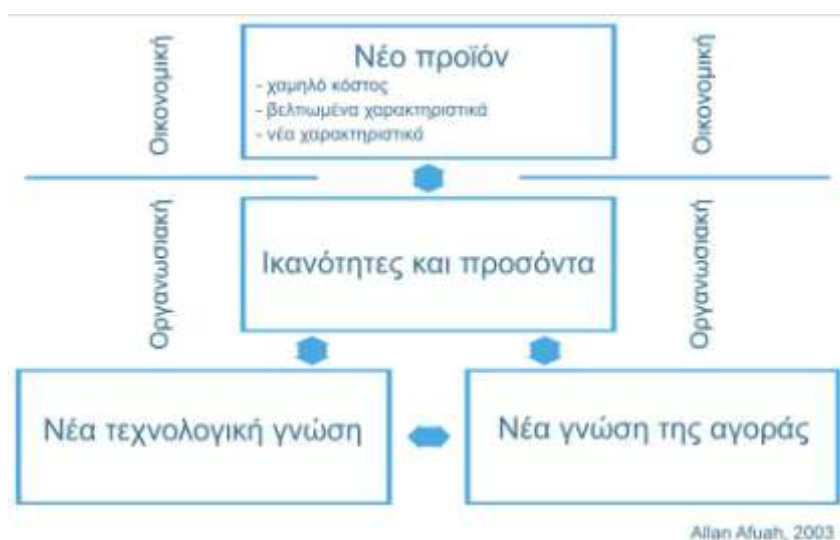 Οικονομική
Νέο προϊόν
- χαμηλό κόστος
- βελτιωμένα χαρακτηριστικά
- νέα χαρακτηριστικά
Οικονομική
Οργανωσιακή
Ικανότητες και προσόντα
Οργανωσιακή
Νέα τεχνολογική γνώση
Νέα γνώση της αγοράς
Allan Afuah, 2003